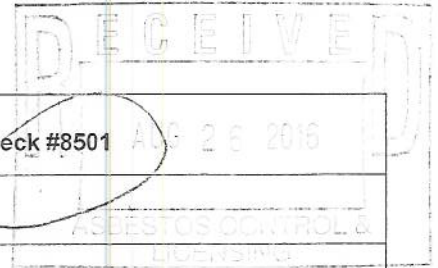 RECEIVED
eck #8501
AUG 26 2016
ASBESTOS CONTROL &
LICENSING